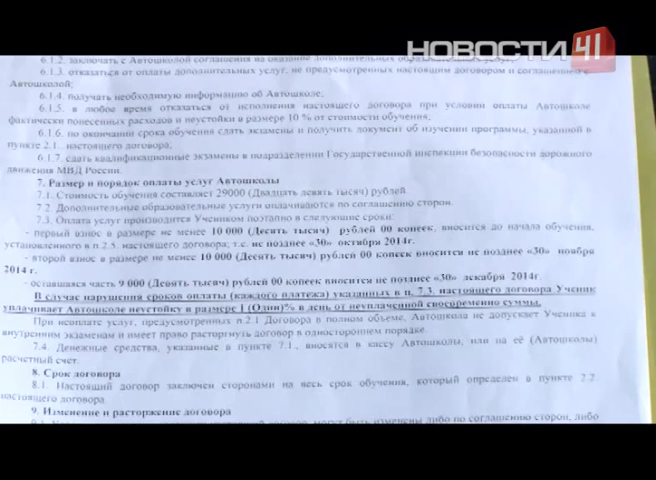 НОВОСТИ 41
6.1.2. заключать с Автошколой соглашения на оказание дополнительных
6.1.3. отказаться от оплаты дополнительных услуг, не предусмотренных настоящим договором и соглашением с
Автошколой;
6.1.4. получать необходимую информацию об Автошколе;
6.1.5. в любое время отказаться от исполнения настоящего договора при условии оплаты Автошколе
фактически понесенных расходов и неустойки в размере 10 % от стоимости обучения;
6.1.6. по окончании срока обучения сдать экзамены и получить документ об изучении программы, указанной в
пункте 2.1. настоящего договора;
6.1.7. сдать квалификационные экзамены в подразделении Государственной инспекции безопасности дорожного
движения МВД России.
7. Размер и порядок оплаты услуг Автошколы
7.1. Стоимость обучения составляет 29000 (Двадцать девять тысяч) рублей
7.2. Дополнительные образовательные услуги оплачиваются по соглашению сторон.
7.3. Оплата услуг производится Учеником поэтапно в следующие сроки:
- первый взнос в размере не менее 10 000 (Десять тысяч) рублей 00 копеек, вносится до начала обучения,
установленного в п.2.5. настоящего договора; т.е. не позднее «30» октября 2014г.
- второй взнос в размере не менее 10 000 (Десять тысяч) рублей 00 копеек вносится не позднее «30» ноября
2014 г.
- оставшаяся часть 9 000 (Девять тысяч) рублей 00 копеек вносится не позднее «30» декабря 2014г.
В случае нарушения сроков оплаты (каждого платежа) указанных в п. 7.3. настоящего договора Ученик
уплачивает Автошколе неустойку в размере 1 (Один)% в день от неуплаченной своевременно суммы.
При неоплате услуг, предусмотренных п.2.1 Договора в полном объеме, Автошкола не допускает Ученика к
внутренним экзаменам и имеет право расторгнуть договор в одностороннем порядке.
7.4. Денежные средства, указанные в пункте 7.1., вносятся в кассу Автошколы, или на её (Автошколы)
расчетный счет.
8. Срок договора
8.1. Настоящий договор заключен сторонами на весь срок обучения, который определен в пункте 2.2.
настоящего договора.
9. Изменение и расторжение договора
могут быть изменены либо по соглашению сторон, либо